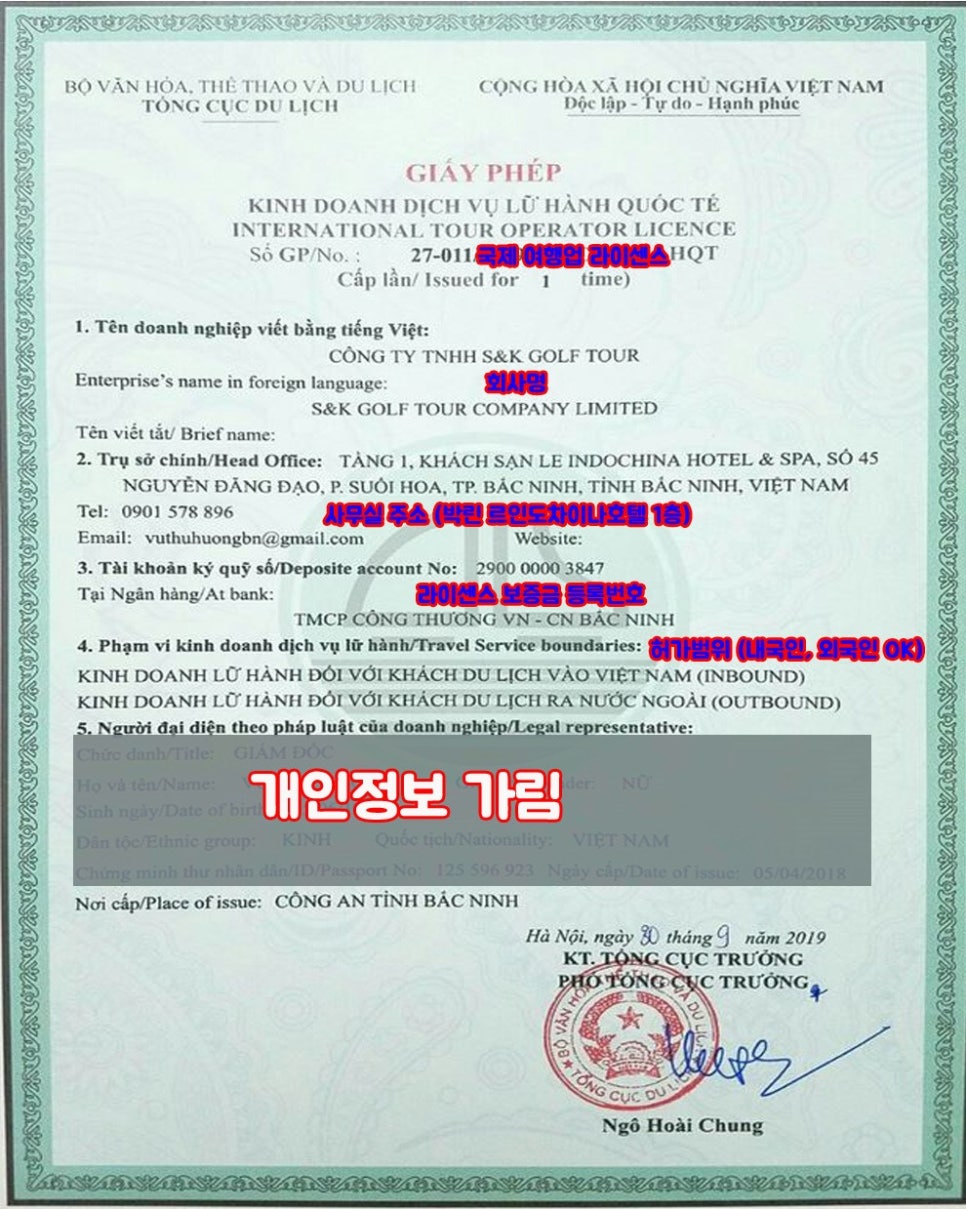 BỘ VĂN HÓA, THỂ THAO VÀ DU LỊCH
TỔNG CỤC DU LỊCH
CỘNG HÒA XÃ HỘI CHỦ NGHĨA VIỆT NAM
Độc lập - Tự do - Hạnh phúc
GIẤY PHÉP
KINH DOANH DỊCH VỤ LỮ HÀNH QUỐC TẾ
INTERNATIONAL TOUR OPERATOR LICENCE
Số GP/No. : 27-011 국제 여행업 라이센스 HQT
Cấp lần/ Issued for 1 time)
1. Tên doanh nghiệp viết bằng tiếng Việt:
CÔNG TY TNHH S&K GOLF TOUR
Enterprise's name in foreign language: 회사명
S&K GOLF TOUR COMPANY LIMITED
Tên viết tắt/ Brief name:
2. Trụ sở chính/Head Office: TẦNG 1, KHÁCH SẠN LE INDOCHINA HOTEL & SPA, SỐ 45
NGUYỄN ĐĂNG ĐẠO, P. SUỐI HOA, TP. BẮC NINH, TỈNH BẮC NINH, VIỆT NAM
Tel: 0901 578 896 사무실 주소 (박린 르인도차이나호텔 1층)
Email: vuthuhuongbn@gmail.com Website:
3. Tài khoản ký quỹ số/Deposite account No: 2900 0000 3847
Tại Ngân hàng/At bank: 라이센스 보증금 등록번호
TMCP CÔNG THƯƠNG VN - CN BẮC NINH
4. Phạm vi kinh doanh dịch vụ lữ hành/Travel Service boundaries: 허가범위 (내국인, 외국인 OK)
KINH DOANH LỮ HÀNH ĐỐI VỚI KHÁCH DU LỊCH VÀO VIỆT NAM (INBOUND)
KINH DOANH LỮ HÀNH ĐỐI VỚI KHÁCH DU LỊCH RA NƯỚC NGOÀI (OUTBOUND)
5. Người đại diện theo pháp luật của doanh nghiệp/Legal representative:
개인정보 가림
Nơi cấp/Place of issue: CÔNG AN TỈNH BẮC NINH
Hà Nội, ngày 30 tháng 9 năm 2019
KT. TỔNG CỤC TRƯỞNG
PHÓ TỔNG CỤC TRƯỞNG
BỘ VĂN HÓA, THỂ THAO VÀ DU LỊCH
TỔNG CỤC DU LỊCH
Ngô Hoài Chung